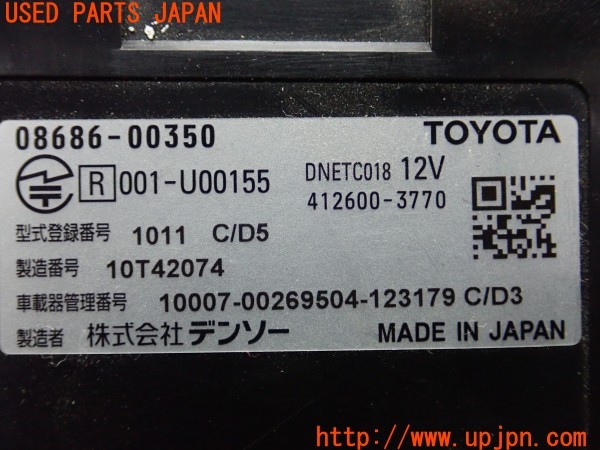 USED PARTS JAPAN
08686-00350 TOYOTA
R 001-U00155 DNETC018 12V
412600-3770
型式登録番号 1011 C/D5
製造番号 10T42074
車載器管理番号 10007-00269504-123179 C/D3
製造者 株式会社デンソー MADE IN JAPAN
http://www.upjpn.com/